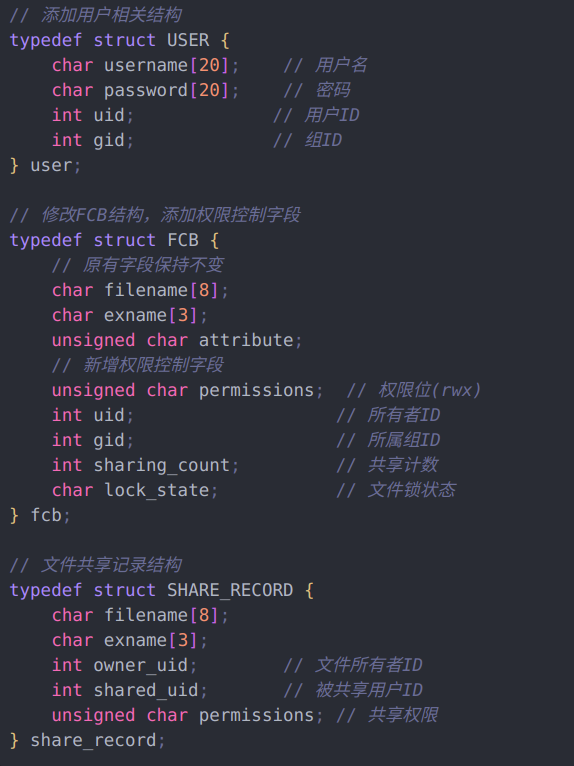 // 添加用户相关结构
typedef struct USER {
    char username[20];    // 用户名
    char password[20];    // 密码
    int uid;             // 用户ID
    int gid;             // 组ID
} user;

// 修改FCB结构，添加权限控制字段
typedef struct FCB {
    // 原有字段保持不变
    char filename[8];
    char exname[3];
    unsigned char attribute;
    // 新增权限控制字段
    unsigned char permissions;  // 权限位(rwx)
    int uid;                   // 所有者ID
    int gid;                   // 所属组ID
    int sharing_count;         // 共享计数
    char lock_state;           // 文件锁状态
} fcb;

// 文件共享记录结构
typedef struct SHARE_RECORD {
    char filename[8];
    char exname[3];
    int owner_uid;        // 文件所有者ID
    int shared_uid;       // 被共享用户ID
    unsigned char permissions; // 共享权限
} share_record;